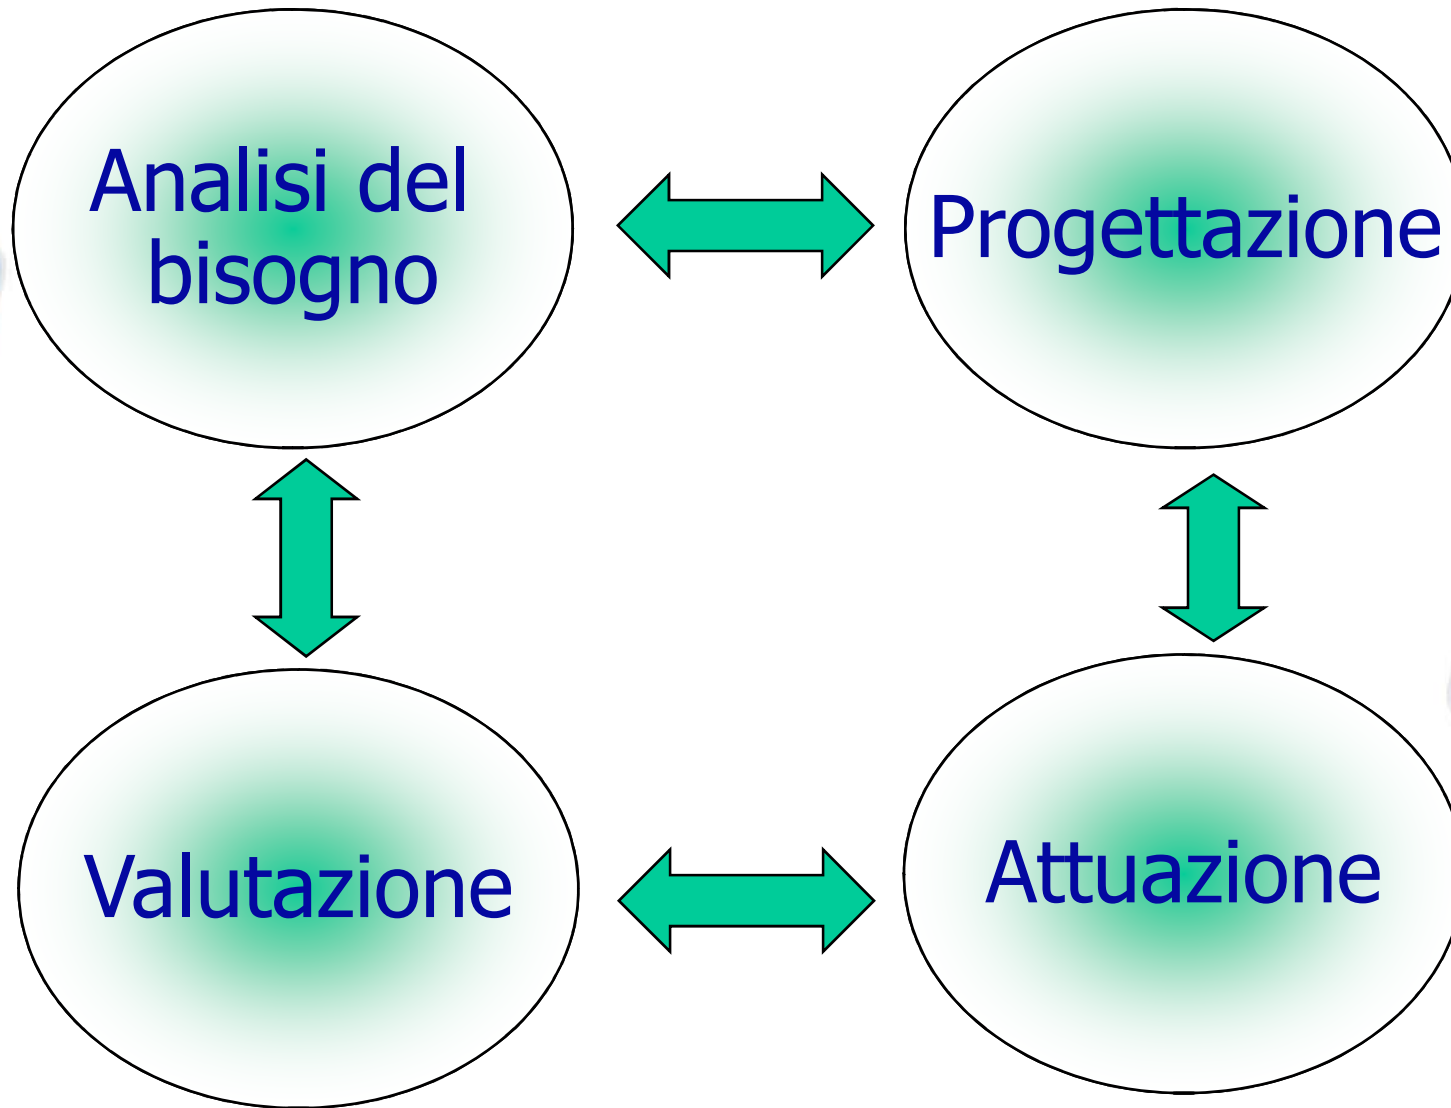 Analisi del
bisogno
Progettazione
Valutazione
Attuazione